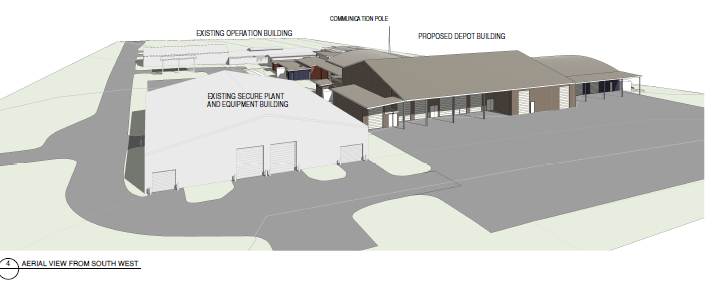 COMMUNICATION POLE
EXISTING OPERATION BUILDING
PROPOSED DEPOT BUILDING
EXISTING SECURE PLANT
AND EQUIPMENT BUILDING
4 AERIAL VIEW FROM SOUTH WEST